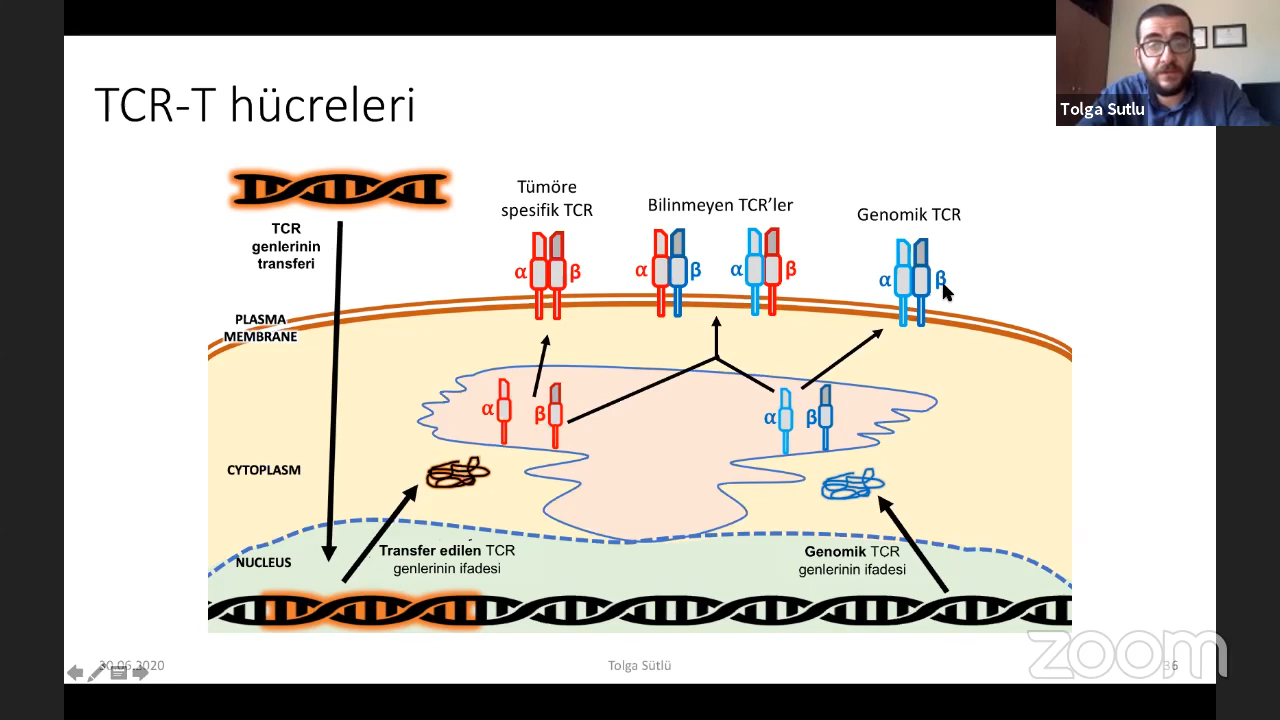 TCR-T hücreleri
Tolga Sutlu
TCR
genlerinin
transferi
Tümöre
spesifik TCR
Bilinmeyen TCR’ler
Genomik TCR
α
β
α
β
α
β
α
β
PLASMA
MEMBRANE
α
β
α
β
CYTOPLASM
NUCLEUS
Transfer edilen TCR
genlerinin ifadesi
Genomik TCR
genlerinin ifadesi
30.06.2020
Tolga Sütlü
36
zoom